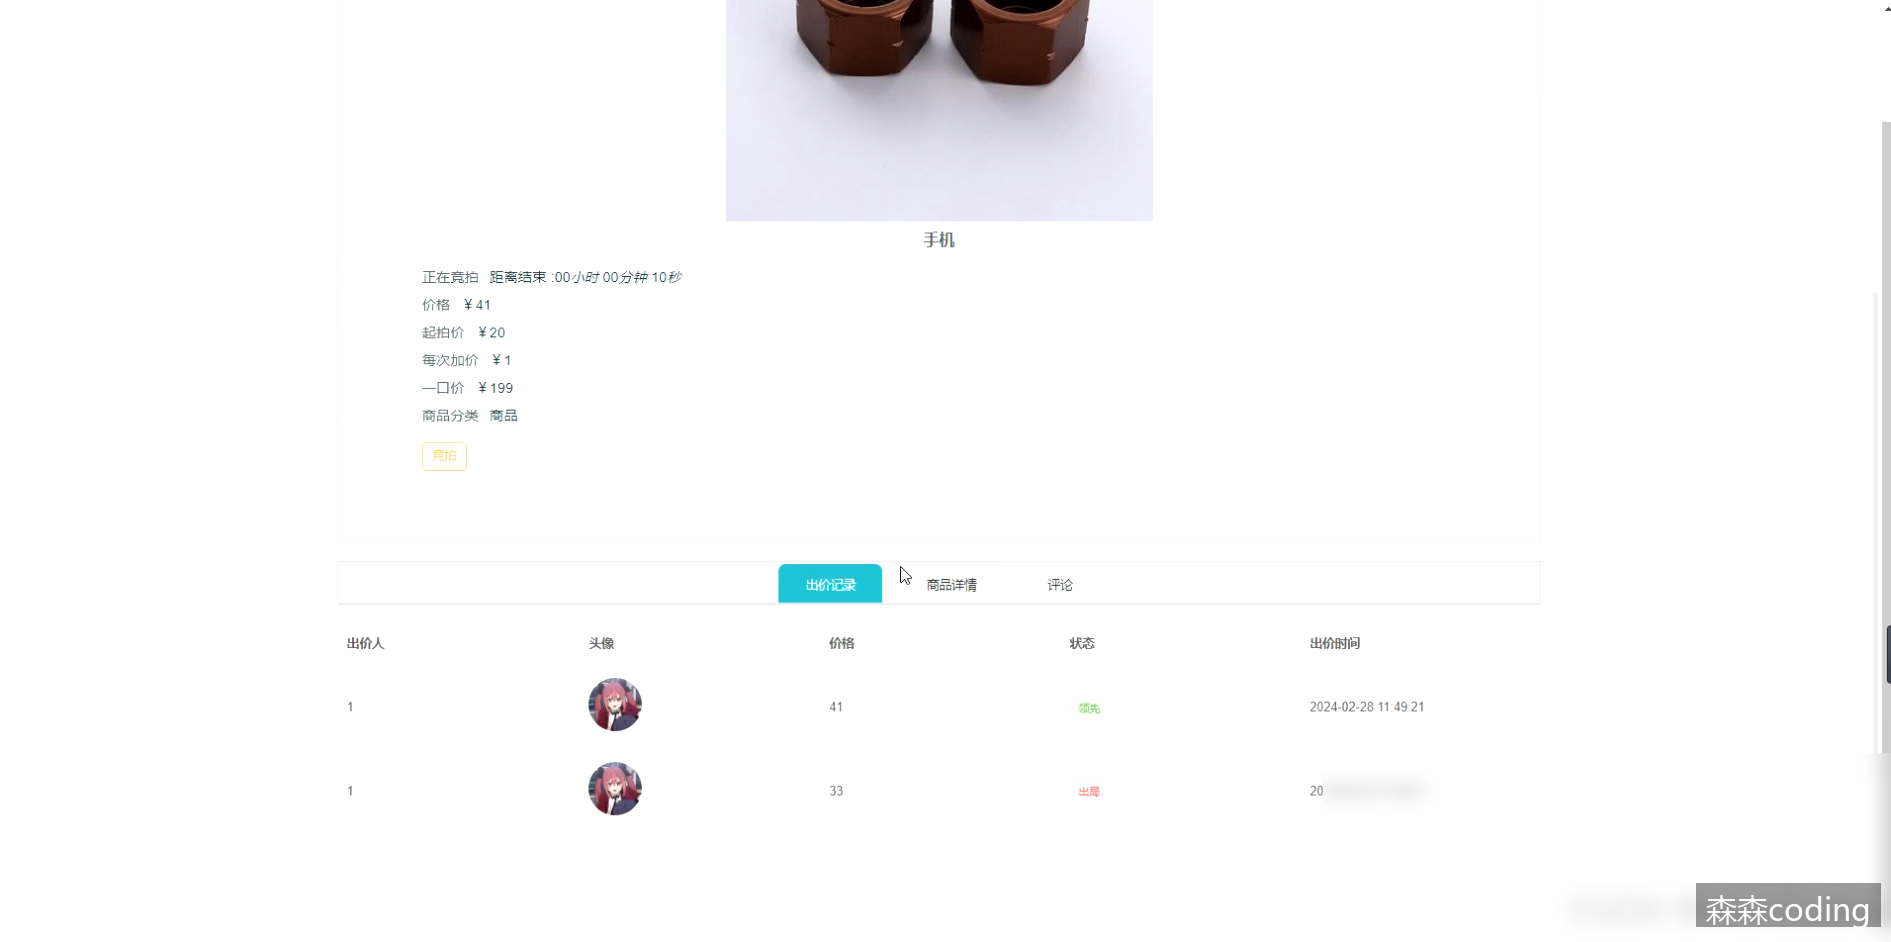 手机
正在竞拍 距离结束 :00小时 00分钟 10秒
价格 ¥ 41
起拍价 ¥ 20
每次加价 ¥ 1
一口价 ¥ 199
商品分类 商品
竞拍
出价记录 商品详情 评论
出价人 头像 价格 状态 出价时间
1 41 领先 2024-02-28 11:49:21
1 33 出局 20
森森coding